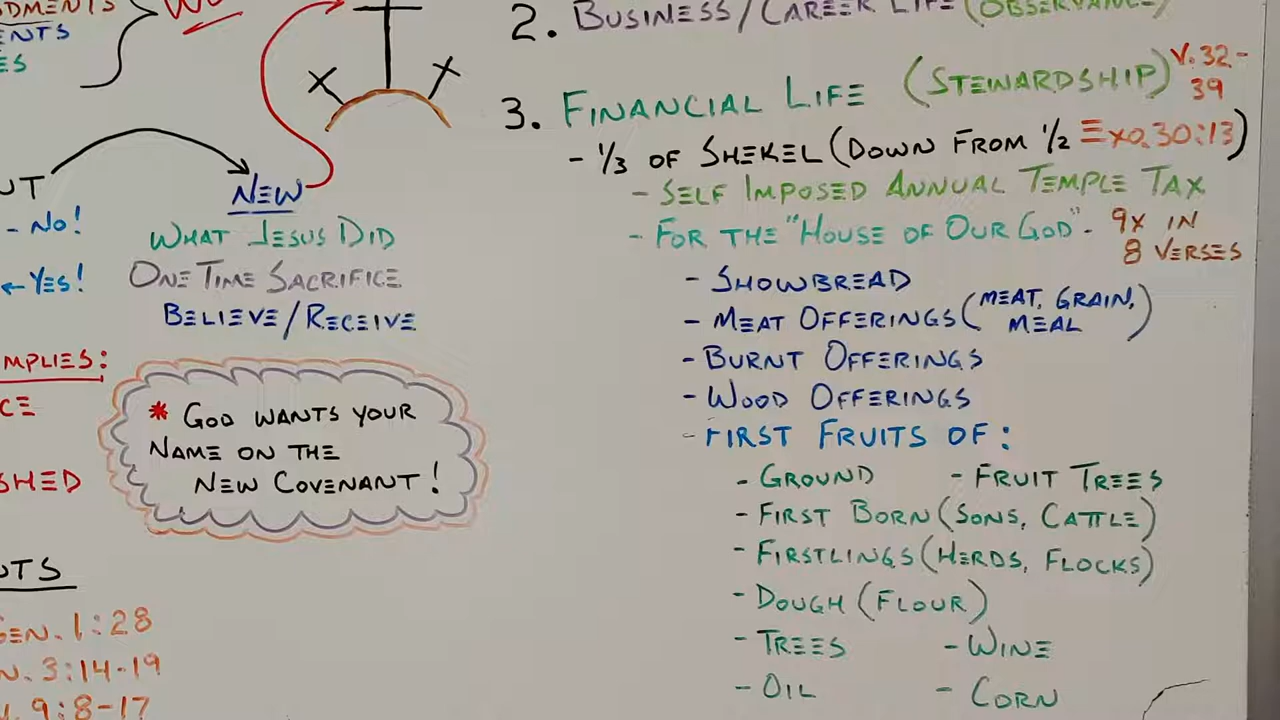 NTS
ES
UT
- No!
← YES!
MPLIES:
CE
SHED
NTS
GEN. 1:28
N. 3:14-19
9:8-17
NEW
WHAT JESUS DID
ONE TIME SACRIFICE
BELIEVE/RECEIVE
* GOD WANTS YOUR
NAME ON THE
NEW COVENANT!
2. BUSINESS/CAREER LIFE (OBSERVANCE)
3. FINANCIAL LIFE (STEWARDSHIP) V. 32-
39
- 1/3 OF SHEKEL (DOWN FROM 1/2 EXO. 30:13)
- SELF IMPOSED ANNUAL TEMPLE TAX
- FOR THE "HOUSE OF OUR GOD" - 9X IN
8 VERSES
- SHOWBREAD
- MEAT OFFERINGS (MEAT, GRAIN,
MEAL)
- BURNT OFFERINGS
- WOOD OFFERINGS
- FIRST FRUITS OF:
- GROUND - FRUIT TREES
- FIRST BORN (SONS, CATTLE)
- FIRSTLINGS (HERDS, FLOCKS)
- DOUGH (FLOUR)
- TREES - WINE
- OIL - CORN